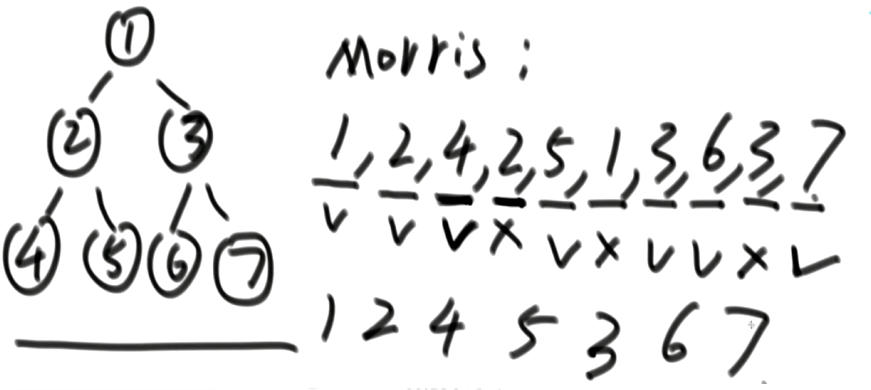 1
2 3
4 5 6 7
Morris :
1, 2, 4, 2, 5, 1, 3, 6, 3, 7
v v v x v x v v x v
1 2 4 5 3 6 7